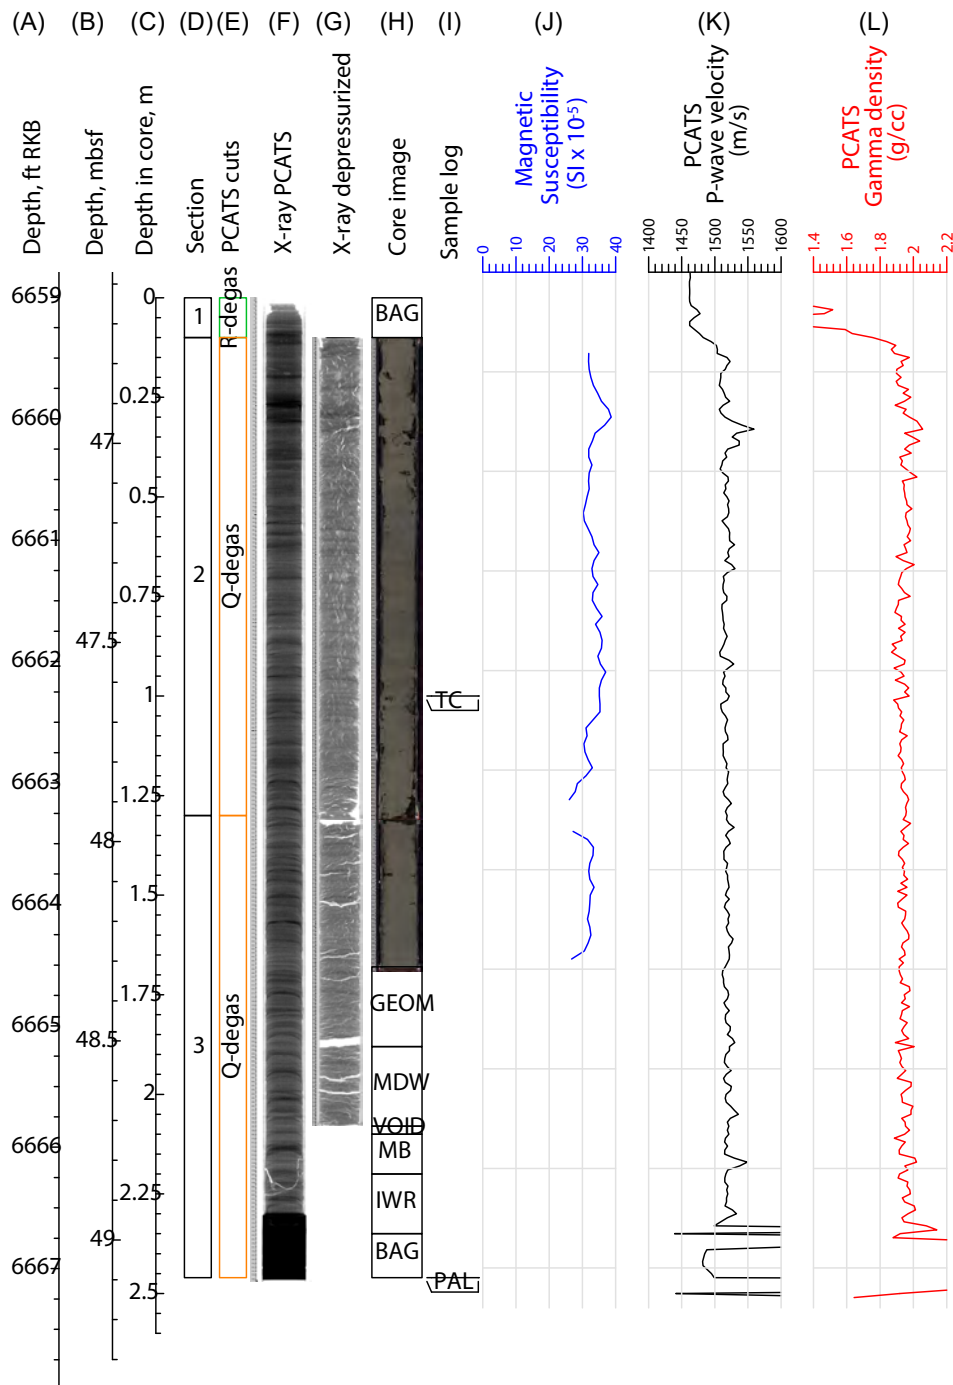 (A) (B) (C) (D) (E) (F) (G) (H) (I) (J) (K) (L)
Depth, ft RKB
Depth, mbsf
Depth in core, m
Section
PCATS cuts
X-ray PCATS
X-ray depressurized
Core image
Sample log
Magnetic
Susceptibility
(SI x 10-5)
PCATS
P-wave velocity
(m/s)
PCATS
Gamma density
(g/cc)
0 10 20 30 40
1400 1450 1500 1550 1600
1.4 1.6 1.8 2 2.2
6659
6660
6661
6662
6663
6664
6665
6666
6667
47
47.5
48
48.5
49
0
0.25
0.5
0.75
1
1.25
1.5
1.75
2
2.25
2.5
1
2
3
R-degas
Q-degas
Q-degas
BAG
GEOM
MDW
VOID
MB
IWR
BAG
TC
PAL